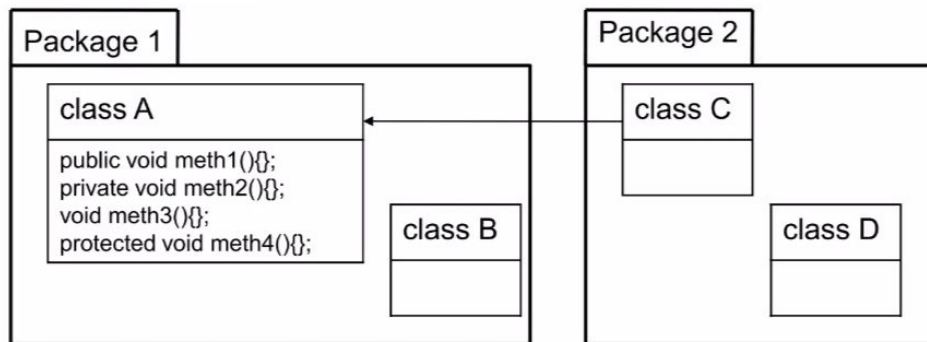 Package 1
class A
public void meth1(){};
private void meth2(){};
void meth3(){};
protected void meth4(){};
class B
Package 2
class C
class D